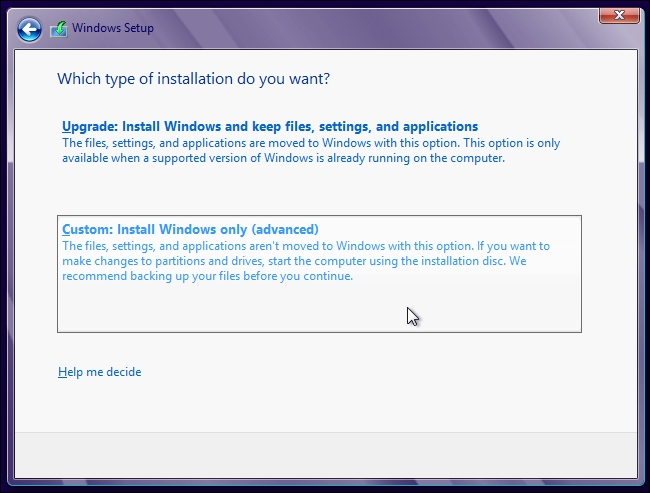 Windows Setup
Which type of installation do you want?
Upgrade: Install Windows and keep files, settings, and applications
The files, settings, and applications are moved to Windows with this option. This option is only
available when a supported version of Windows is already running on the computer.
Custom: Install Windows only (advanced)
The files, settings, and applications aren't moved to Windows with this option. If you want to
make changes to partitions and drives, start the computer using the installation disc. We
recommend backing up your files before you continue.
Help me decide